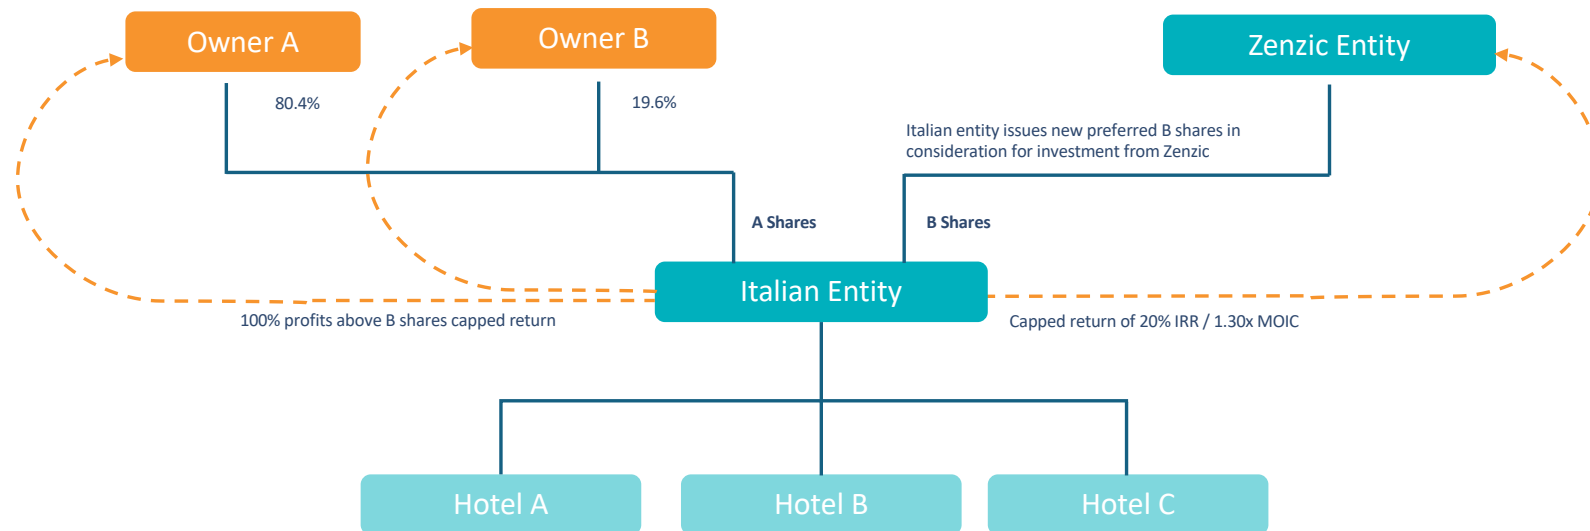 Owner A
Owner B
Zenzic Entity
80.4%
19.6%
Italian entity issues new preferred B shares in
consideration for investment from Zenzic
A Shares
B Shares
Italian Entity
100% profits above B shares capped return
Capped return of 20% IRR / 1.30x MOIC
Hotel A
Hotel B
Hotel C